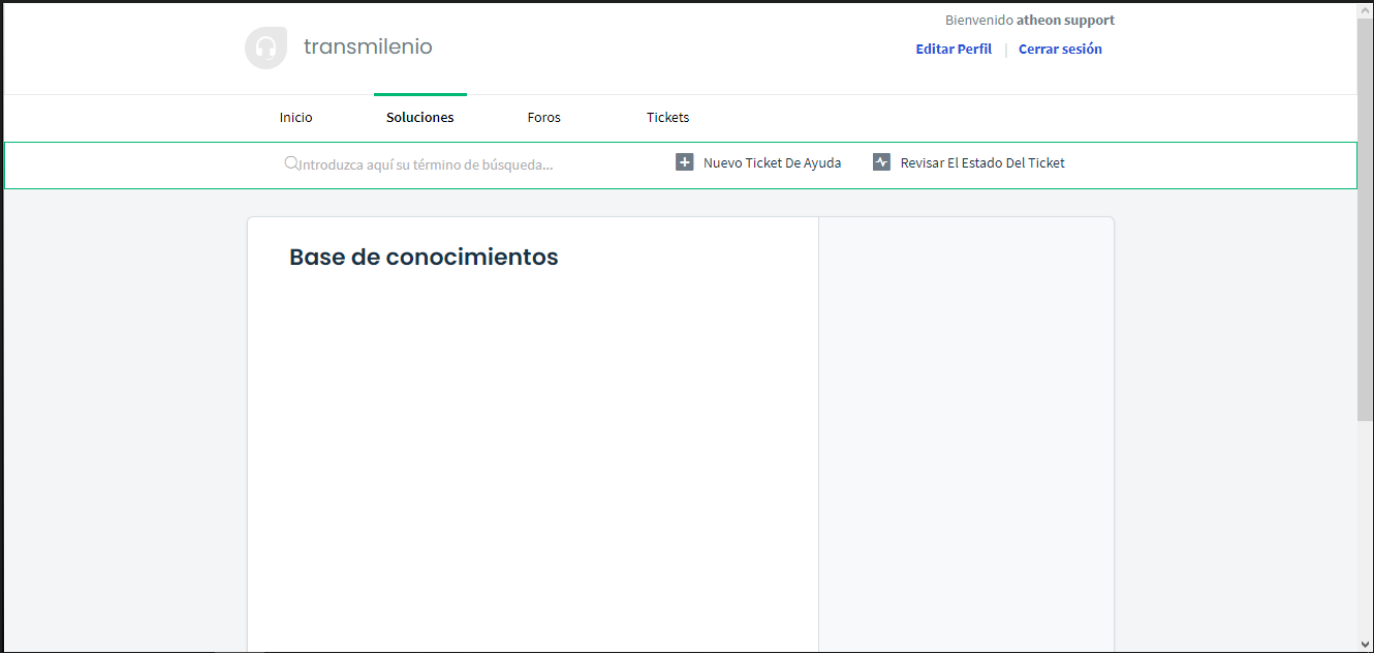 Bienvenido atheon support
transmilenio
Editar Perfil | Cerrar sesión
Inicio Soluciones Foros Tickets
Introduzca aquí su término de búsqueda... Nuevo Ticket De Ayuda Revisar El Estado Del Ticket
Base de conocimientos